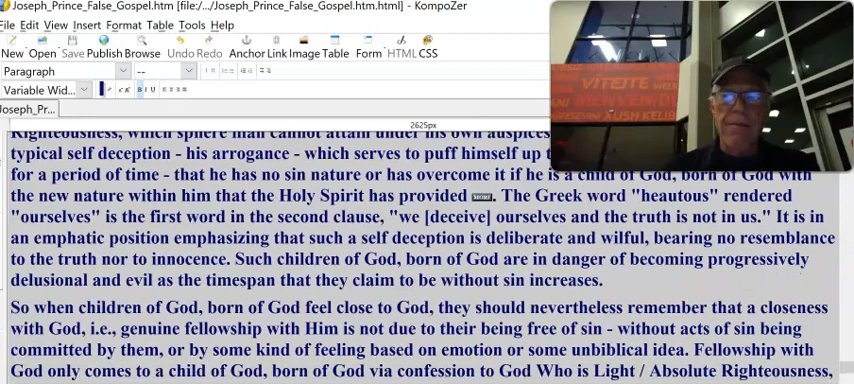 Joseph_Prince_False_Gospel.htm [file:/.../Joseph_Prince_False_Gospel.htm.html] - KompoZer
File Edit View Insert Format Table Tools Help
New Open Save Publish Browse Undo Redo Anchor Link Image Table Form HTML CSS
Paragraph --
Variable Wid...
Joseph_Pr...
2625px
VÍTEJTE
Righteousness, which sphere man cannot attain under his own auspices
typical self deception - his arrogance - which serves to puff himself up
for a period of time - that he has no sin nature or has overcome it if he is a child of God, born of God with
the new nature within him that the Holy Spirit has provided . The Greek word "heautous" rendered
"ourselves" is the first word in the second clause, "we [deceive] ourselves and the truth is not in us." It is in
an emphatic position emphasizing that such a self deception is deliberate and wilful, bearing no resemblance
to the truth nor to innocence. Such children of God, born of God are in danger of becoming progressively
delusional and evil as the timespan that they claim to be without sin increases.
So when children of God, born of God feel close to God, they should nevertheless remember that a closeness
with God, i.e., genuine fellowship with Him is not due to their being free of sin - without acts of sin being
committed by them, or by some kind of feeling based on emotion or some unbiblical idea. Fellowship with
God only comes to a child of God, born of God via confession to God Who is Light / Absolute Righteousness,